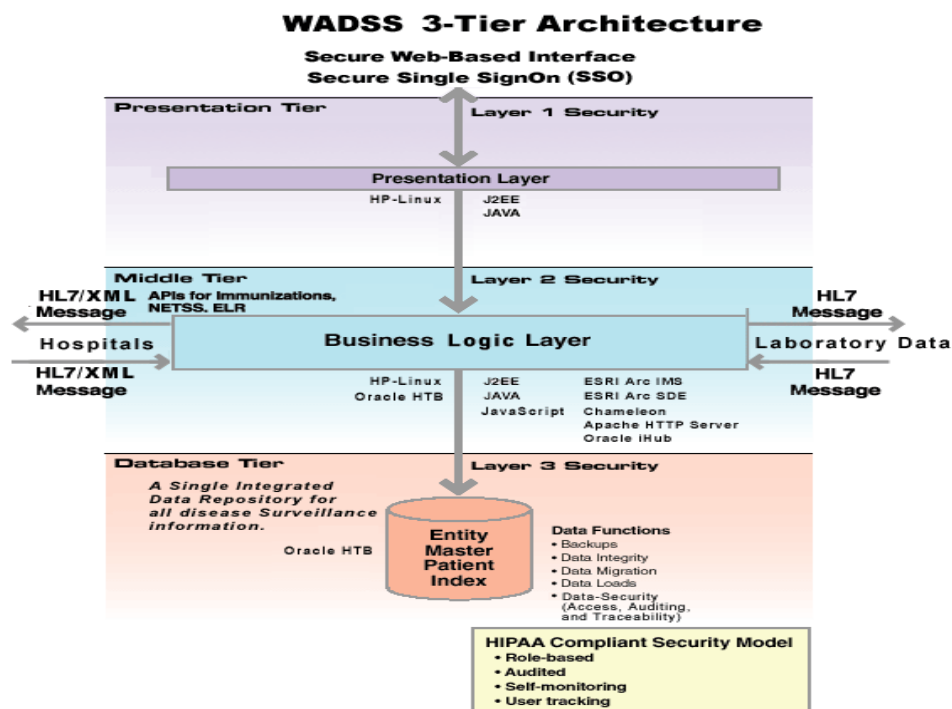 WADSS 3-Tier Architecture
Secure Web-Based Interface
Secure Single SignOn (SSO)
Presentation Tier
Layer 1 Security
Presentation Layer
HP-Linux
J2EE
JAVA
Middle Tier
Layer 2 Security
HL7/XML
Message
APIs for Immunizations,
NETSS. ELR
HL7
Message
Hospitals
Business Logic Layer
Laboratory Data
HL7/XML
Message
HL7
Message
HP-Linux
Oracle HTB
J2EE
JAVA
JavaScript
ESRI Arc IMS
ESRI Arc SDE
Chameleon
Apache HTTP Server
Oracle iHub
Database Tier
Layer 3 Security
A Single Integrated
Data Repository for
all disease Surveillance
information.
Oracle HTB
Entity
Master
Patient
Index
Data Functions
• Backups
• Data Integrity
• Data Migration
• Data Loads
• Data-Security
(Access, Auditing,
and Traceability)
HIPAA Compliant Security Model
• Role-based
• Audited
• Self-monitoring
• User tracking